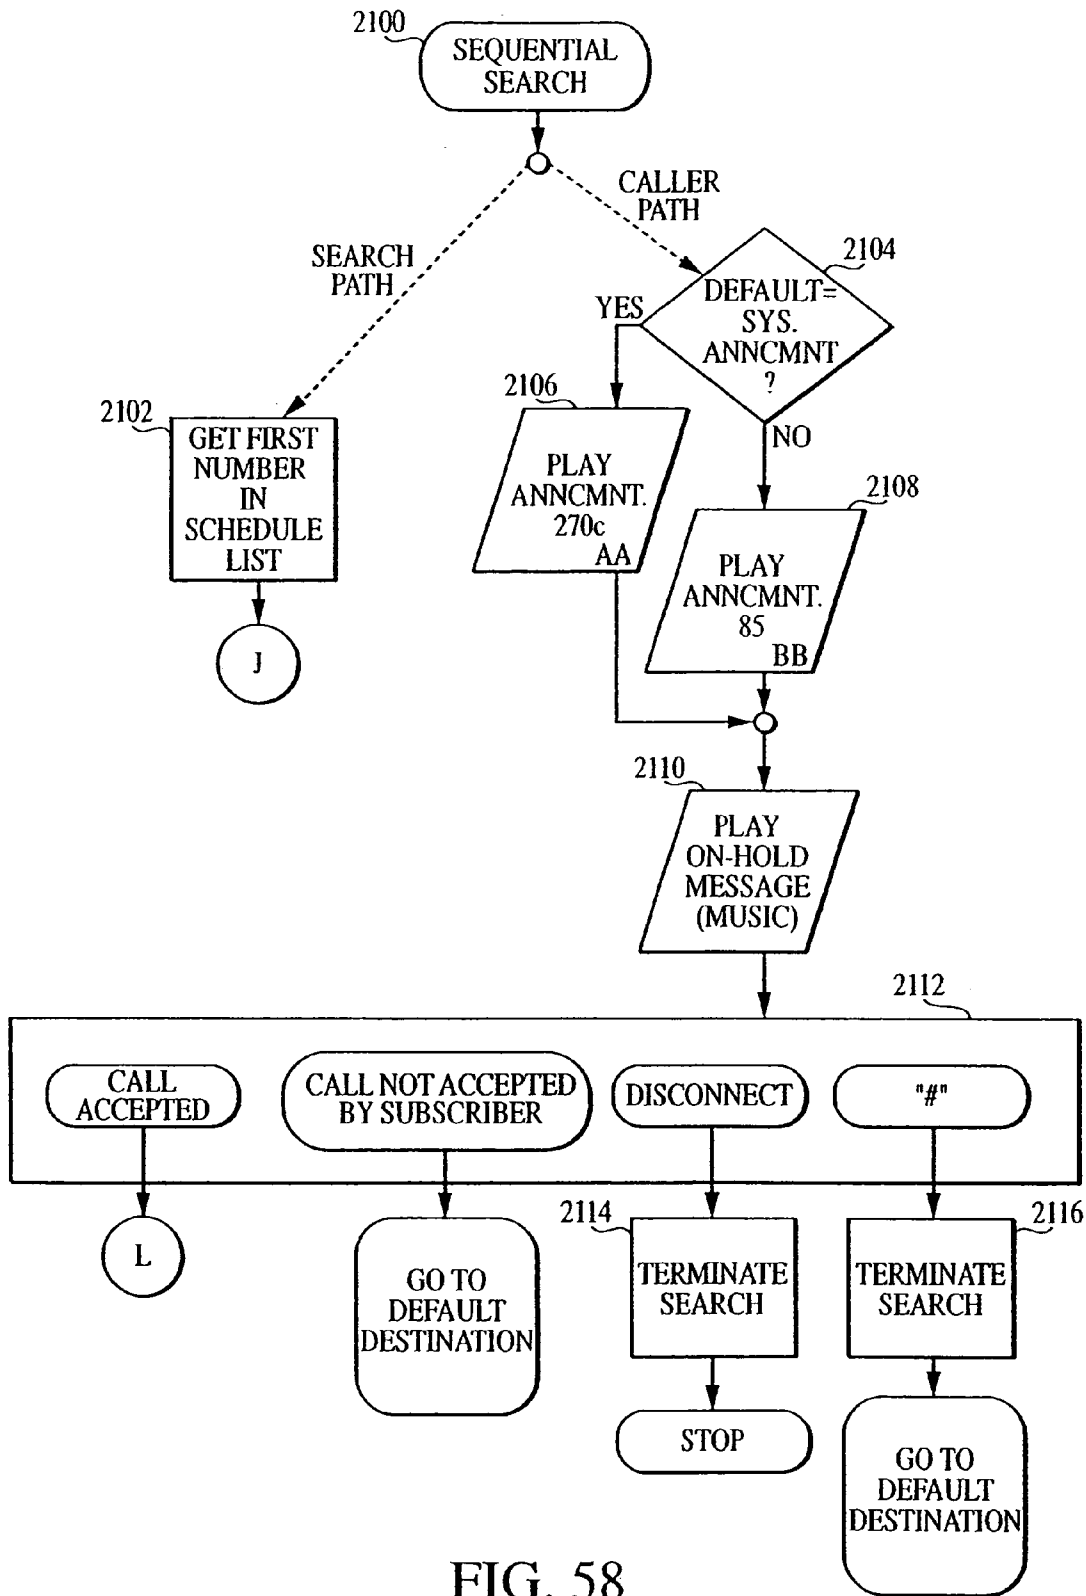 2100
SEQUENTIAL
SEARCH
CALLER
PATH
SEARCH
PATH
2104
DEFAULT=
SYS.
ANNCMNT
?
YES
NO
2102
GET FIRST
NUMBER
IN
SCHEDULE
LIST
J
2106
PLAY
ANNCMNT.
270c
AA
2108
PLAY
ANNCMNT.
85
BB
2110
PLAY
ON-HOLD
MESSAGE
(MUSIC)
2112
CALL
ACCEPTED
CALL NOT ACCEPTED
BY SUBSCRIBER
DISCONNECT
"#"
L
GO TO
DEFAULT
DESTINATION
2114
TERMINATE
SEARCH
STOP
2116
TERMINATE
SEARCH
GO TO
DEFAULT
DESTINATION
FIG. 58